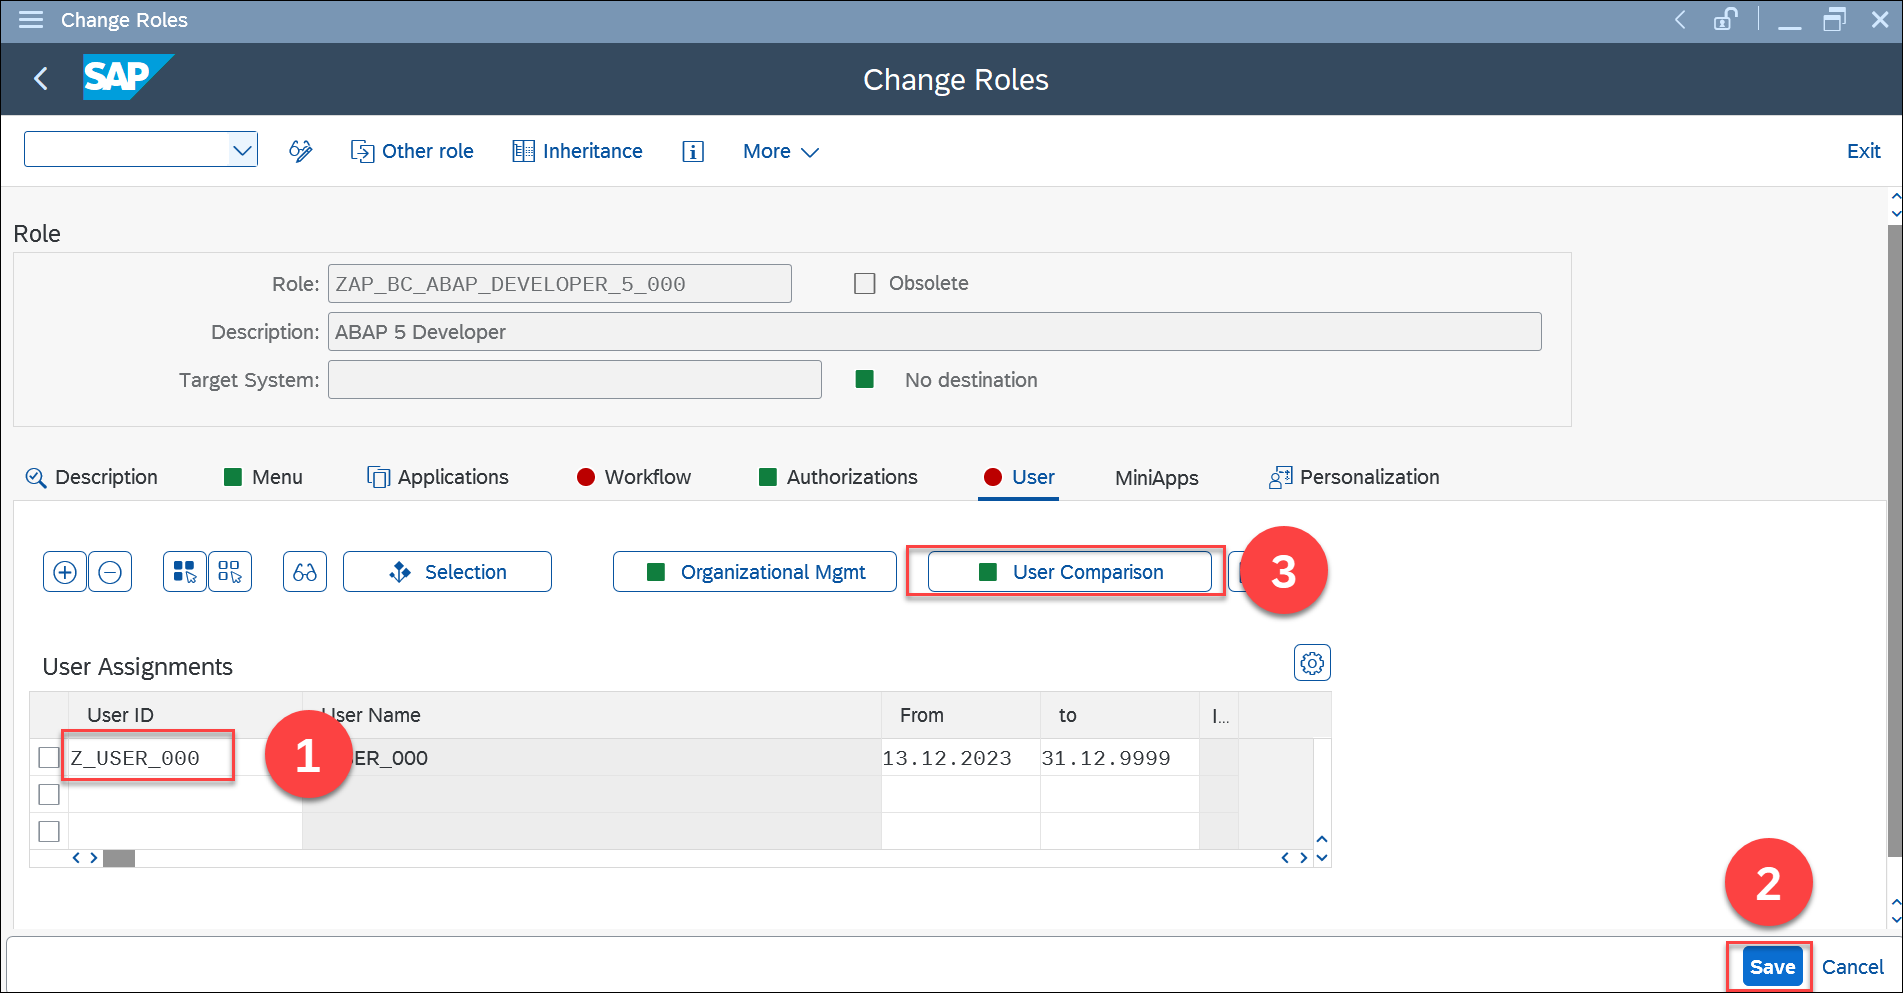 Change Roles
SAP Change Roles
Other role Inheritance More Exit
Role
Role: ZAP_BC_ABAP_DEVELOPER_5_000 Obsolete
Description: ABAP 5 Developer
Target System: No destination
Description Menu Applications Workflow Authorizations User MiniApps Personalization
Selection Organizational Mgmt User Comparison 3
User Assignments
User ID User Name From to I...
Z_USER_000 1 ER_000 13.12.2023 31.12.9999
2
Save Cancel